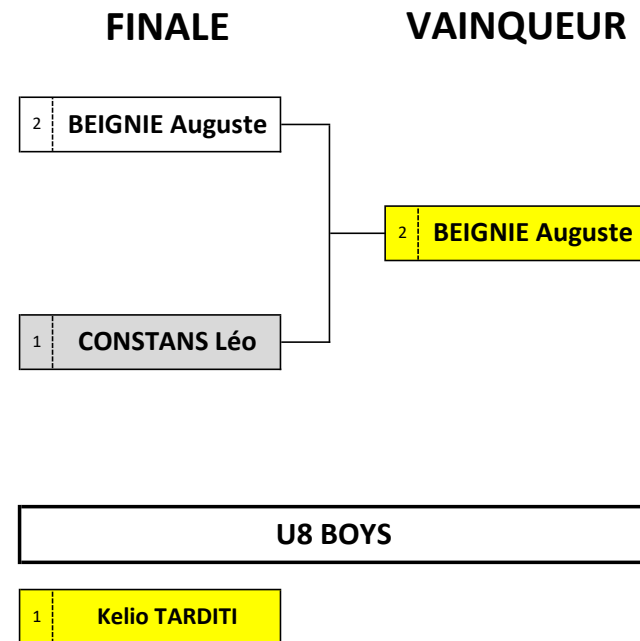 FINALE VAINQUEUR
2 BEIGNIE Auguste
2 BEIGNIE Auguste
1 CONSTANS Léo
U8 BOYS
1 Kelio TARDITI